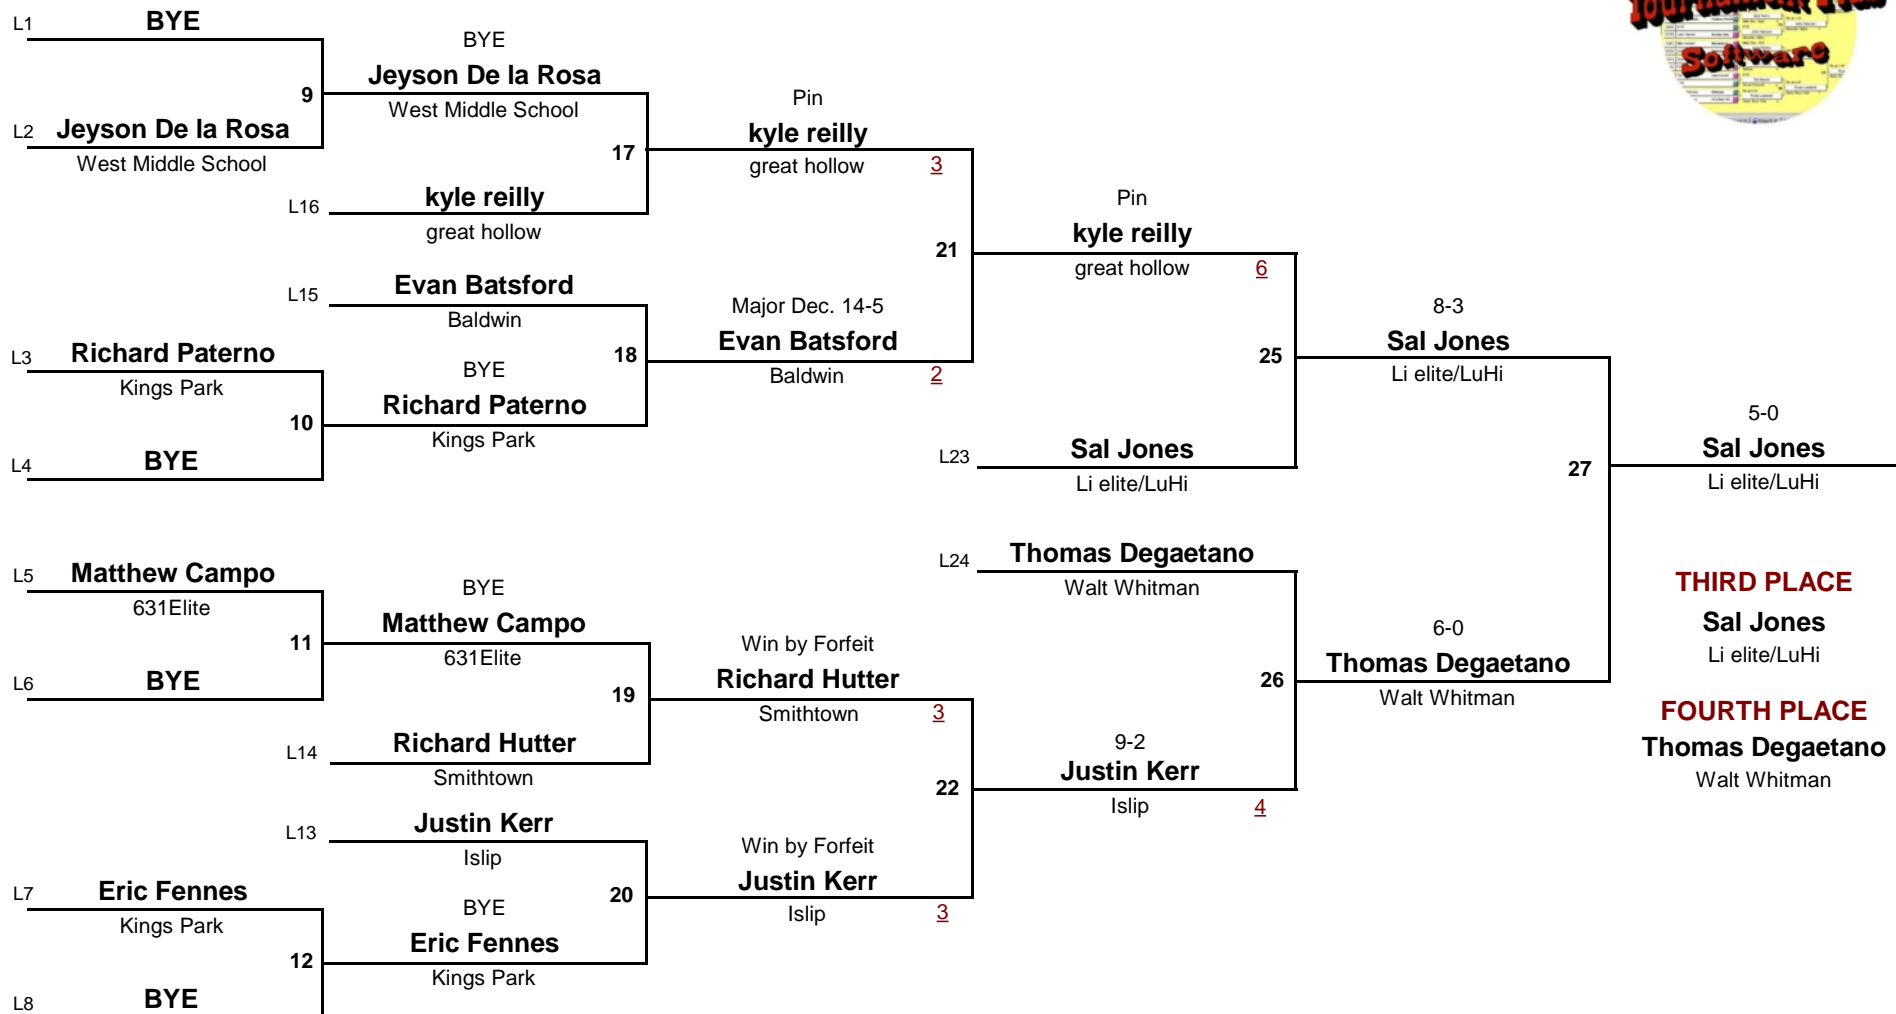 Tournament Plus
Software
L1 BYE
9
L2 Jeyson De la Rosa
West Middle School
BYE
Jeyson De la Rosa
West Middle School
17
L16 kyle reilly
great hollow
Pin
kyle reilly
great hollow 3
21
L15 Evan Batsford
Baldwin
18
L3 Richard Paterno
Kings Park
10
L4 BYE
BYE
Richard Paterno
Kings Park
Major Dec. 14-5
Evan Batsford
Baldwin 2
Pin
kyle reilly
great hollow 6
25
L23 Sal Jones
Li elite/LuHi
8-3
Sal Jones
Li elite/LuHi
27
5-0
Sal Jones
Li elite/LuHi
L5 Matthew Campo
631Elite
11
L6 BYE
BYE
Matthew Campo
631Elite
19
L14 Richard Hutter
Smithtown
Win by Forfeit
Richard Hutter
Smithtown 3
22
L13 Justin Kerr
Islip
20
L7 Eric Fennes
Kings Park
12
L8 BYE
BYE
Eric Fennes
Kings Park
Win by Forfeit
Justin Kerr
Islip 3
9-2
Justin Kerr
Islip 4
L24 Thomas Degaetano
Walt Whitman
26
6-0
Thomas Degaetano
Walt Whitman
THIRD PLACE
Sal Jones
Li elite/LuHi
FOURTH PLACE
Thomas Degaetano
Walt Whitman